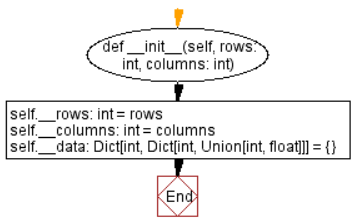 def __init__(self, rows:
int, columns: int)
self.__rows: int = rows
self.__columns: int = columns
self.__data: Dict[int, Dict[int, Union[int, float]]] = {}
End